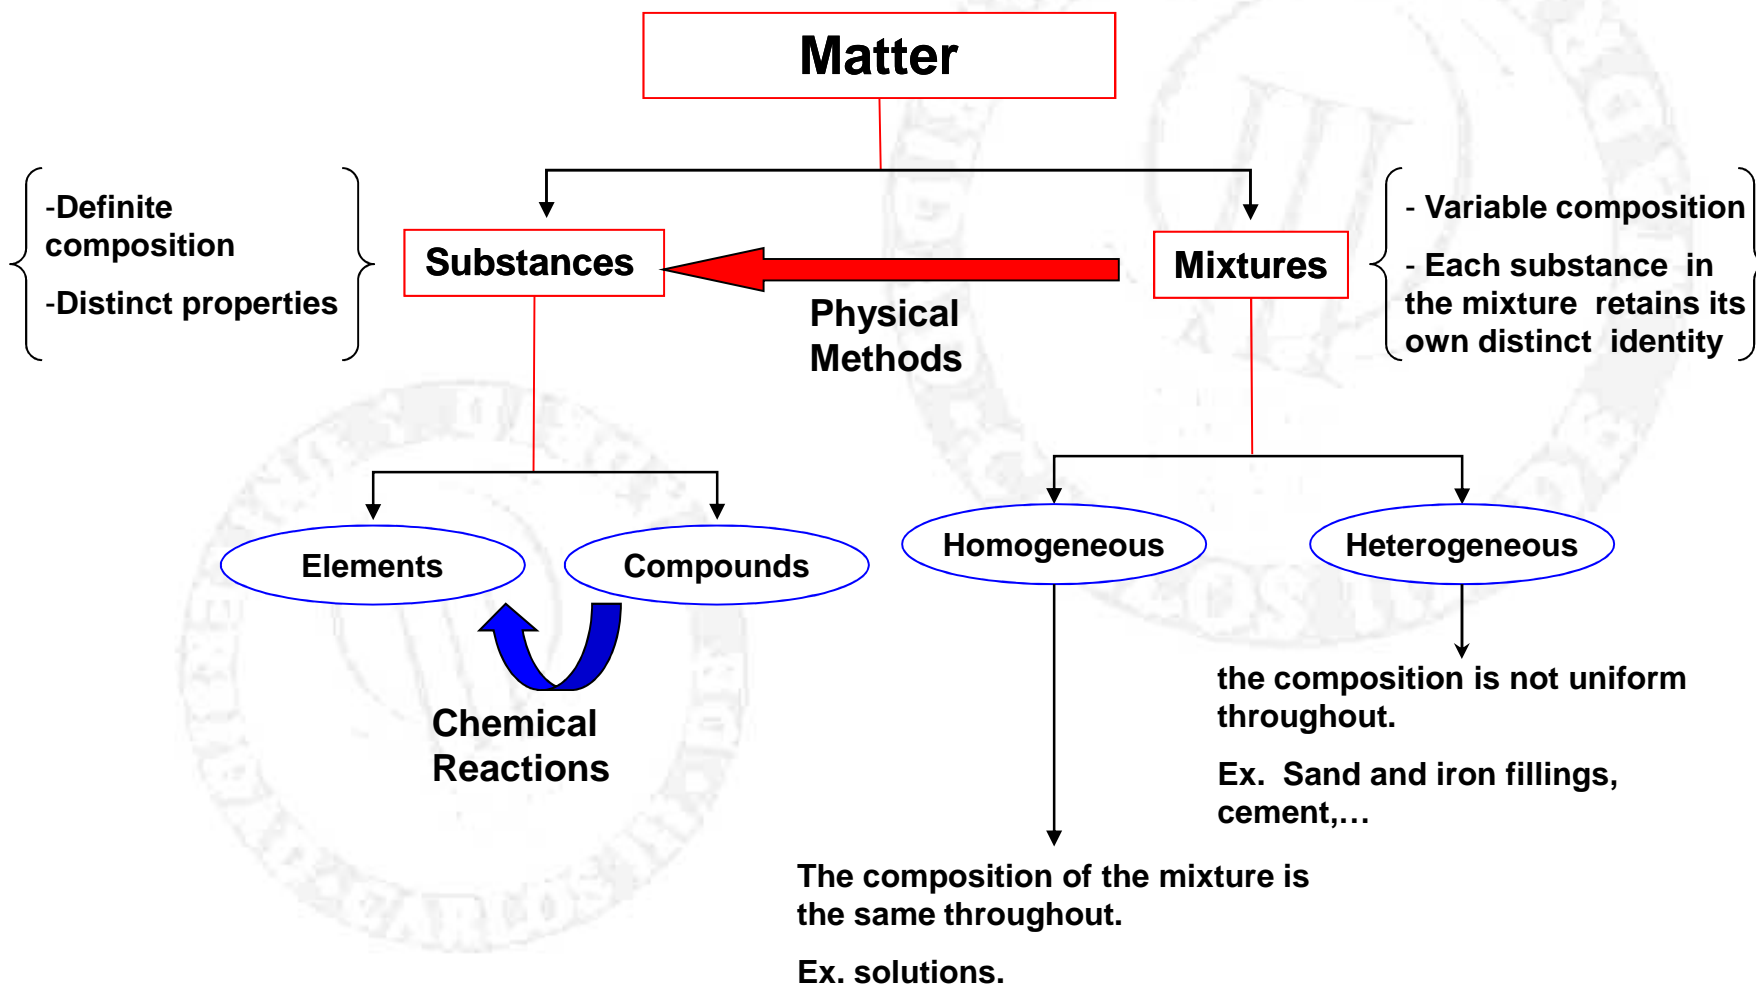 Matter
-Definite
composition
-Distinct properties
Substances
Physical
Methods
Mixtures
- Variable composition
- Each substance in
the mixture retains its
own distinct identity
Elements
Compounds
Chemical
Reactions
Homogeneous
Heterogeneous
the composition is not uniform
throughout.
Ex. Sand and iron fillings,
cement,…
The composition of the mixture is
the same throughout.
Ex. solutions.